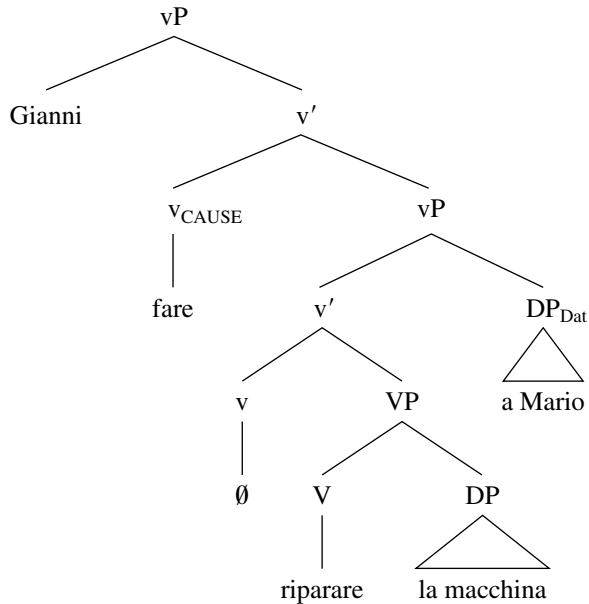 vP
Gianni v′
vCAUSE vP
fare v′ DPDat
v VP a Mario
∅ V DP
riparare la macchina